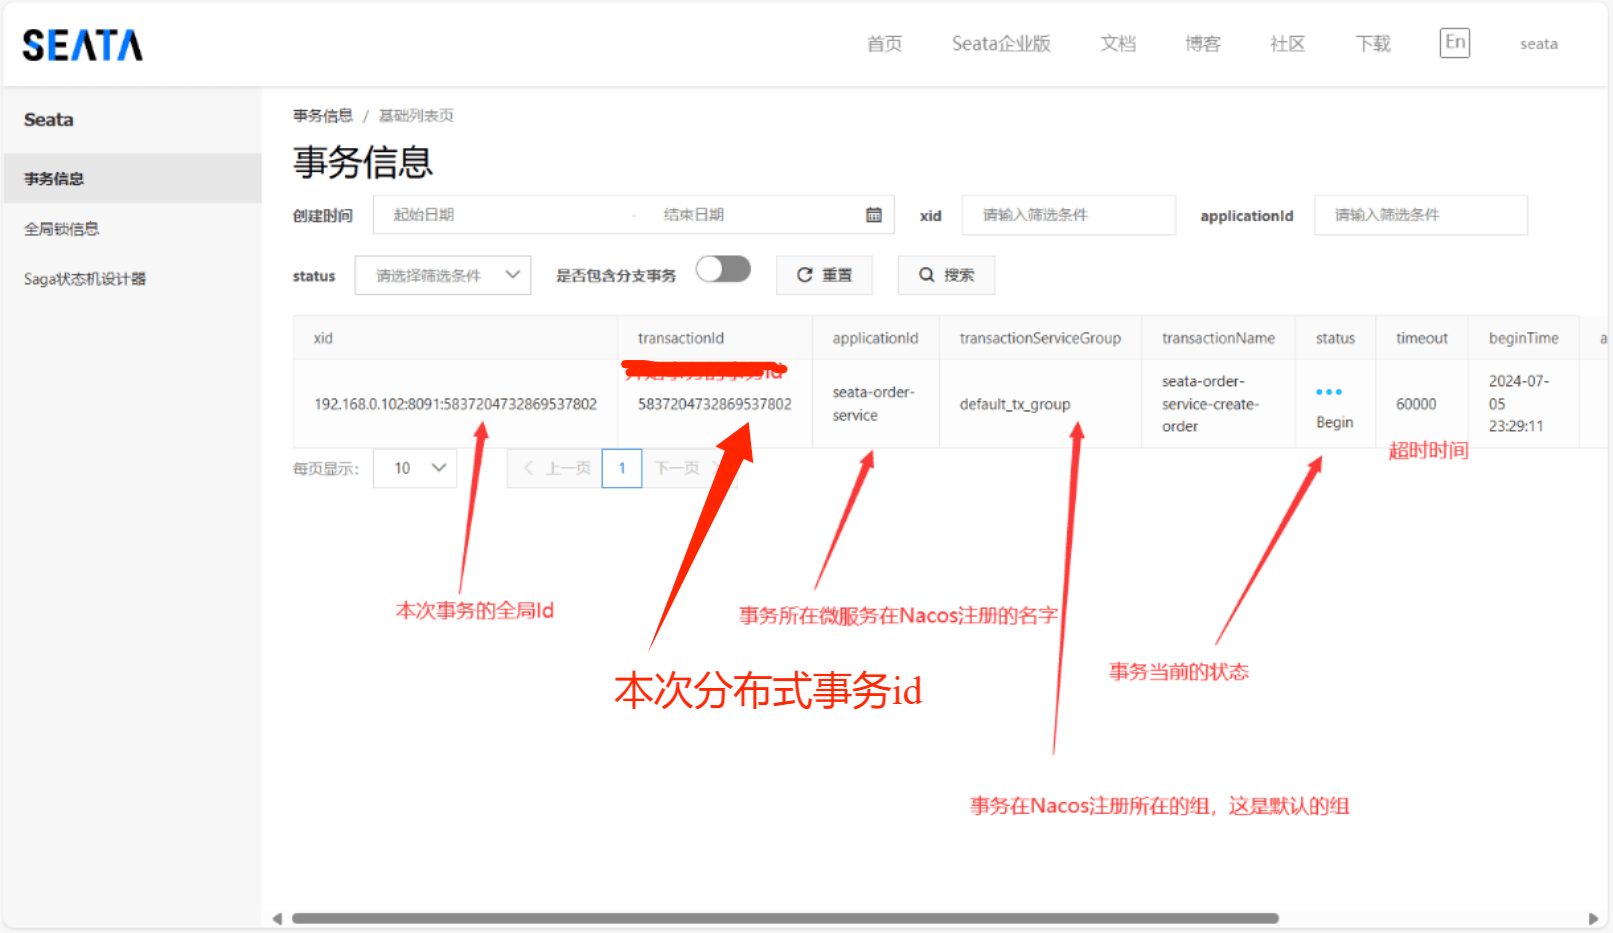 SEATA
首页 Seata企业版 文档 博客 社区 下载 En seata
Seata
事务信息
全局锁信息
Saga状态机设计器
事务信息 / 基础列表页
事务信息
创建时间 起始日期 - 结束日期 xid 请输入筛选条件 applicationId 请输入筛选条件
status 请选择筛选条件 是否包含分支事务 重置 搜索
xid transactionId applicationId transactionServiceGroup transactionName status timeout beginTime a
192.168.0.102:8091:5837204732869537802 5837204732869537802 seata-order-service default_tx_group seata-order-service-create-order Begin 60000 2024-07-05 23:29:11
超时时间
每页显示: 10 上一页 1 下一页
本次事务的全局Id
事务所在微服务在Nacos注册的名字
事务当前的状态
本次分布式事务id
事务在Nacos注册所在的组，这是默认的组